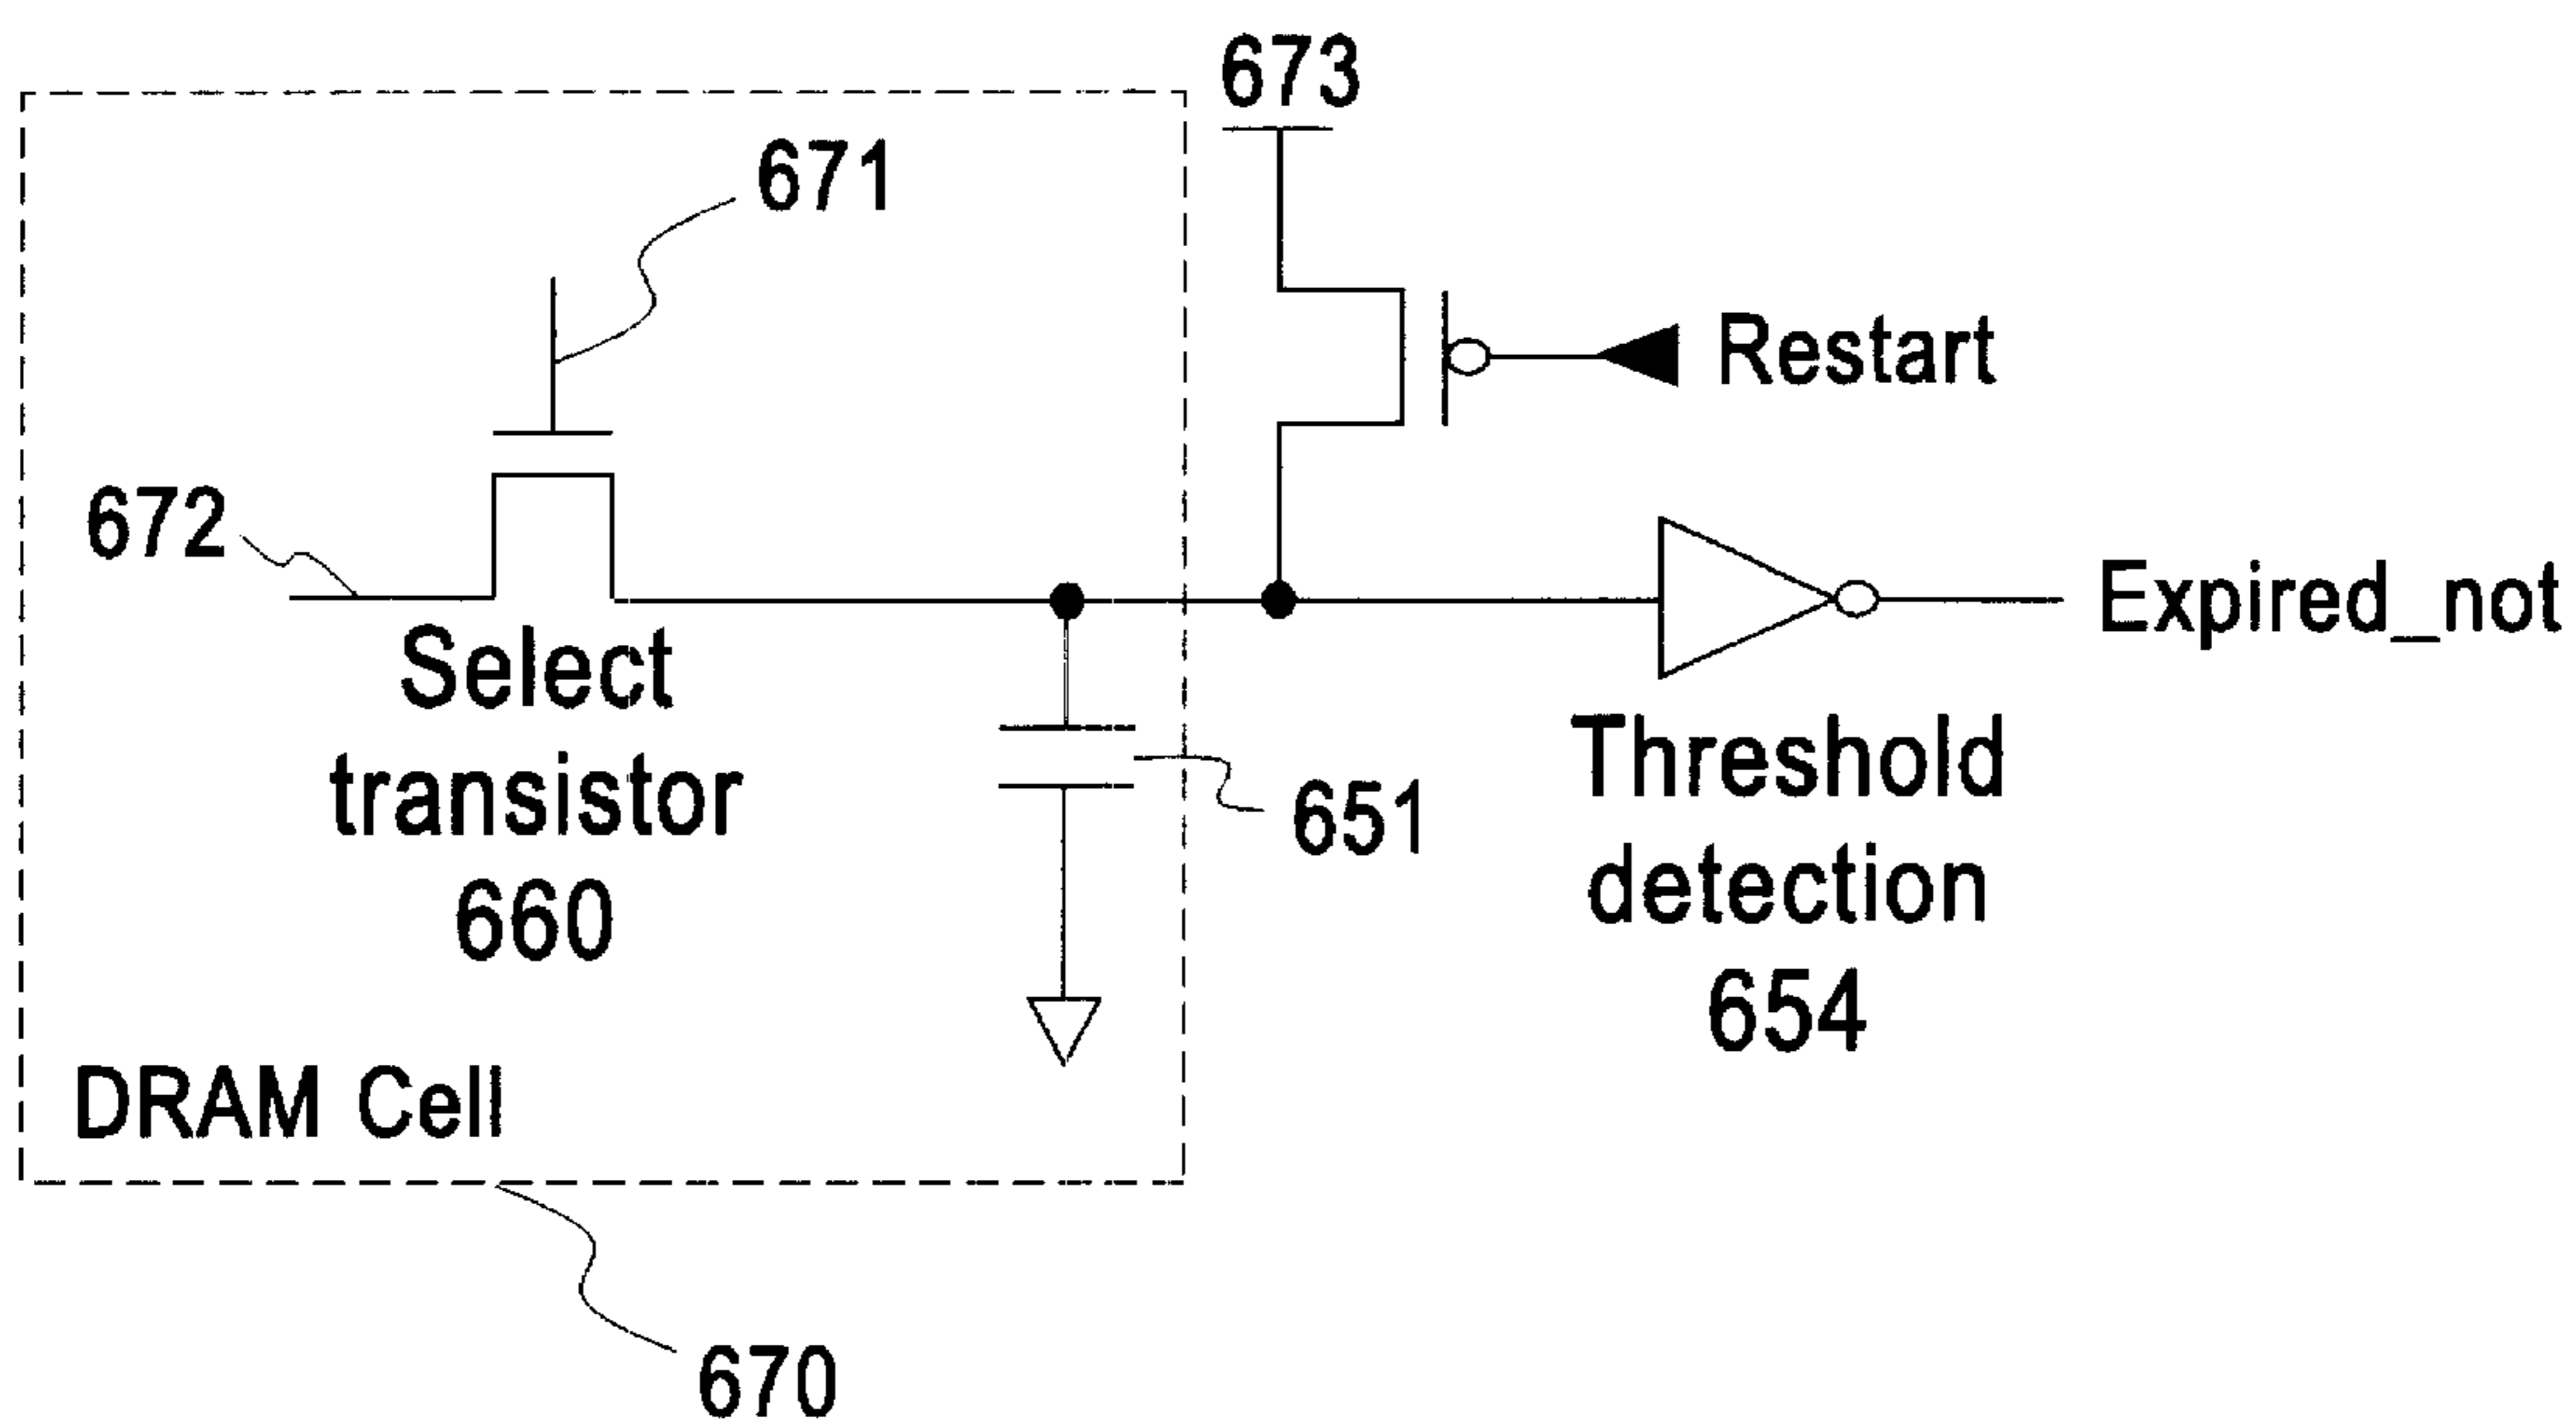 673
671
Restart
672
Expired_not
Select
transistor
660
651
Threshold
detection
654
DRAM Cell
670